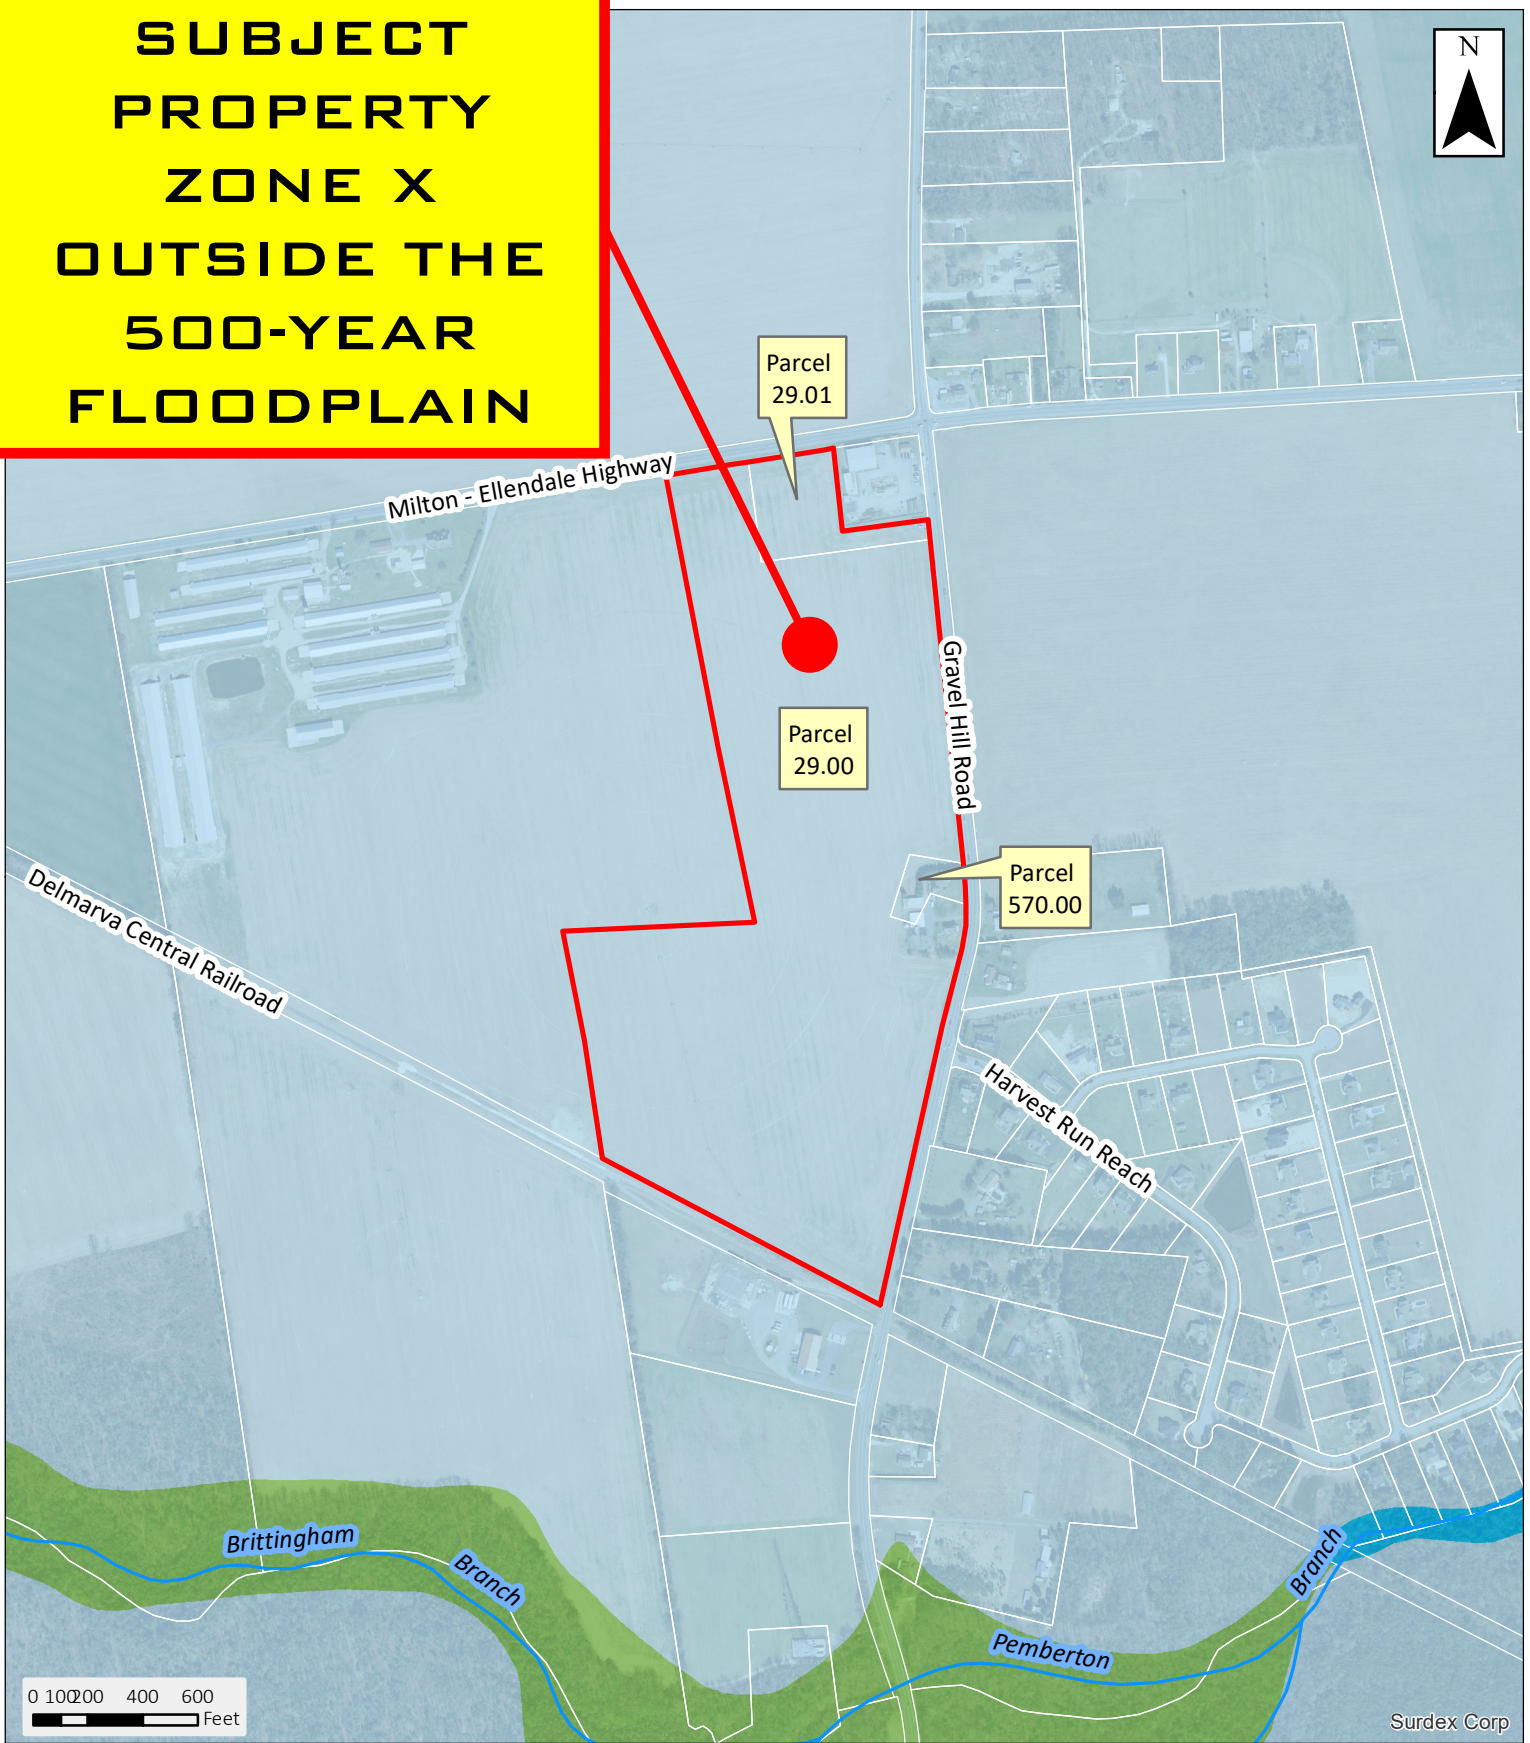 SUBJECT
PROPERTY
ZONE X
OUTSIDE THE
500-YEAR
FLOODPLAIN
N
Parcel
29.01
Milton - Ellendale Highway
Gravel Hill Road
Parcel
29.00
Parcel
570.00
Delmarva Central Railroad
Harvest Run Reach
Brittingham
Branch
Branch
Pemberton
0 100 200 400 600
Feet
Surdex Corp